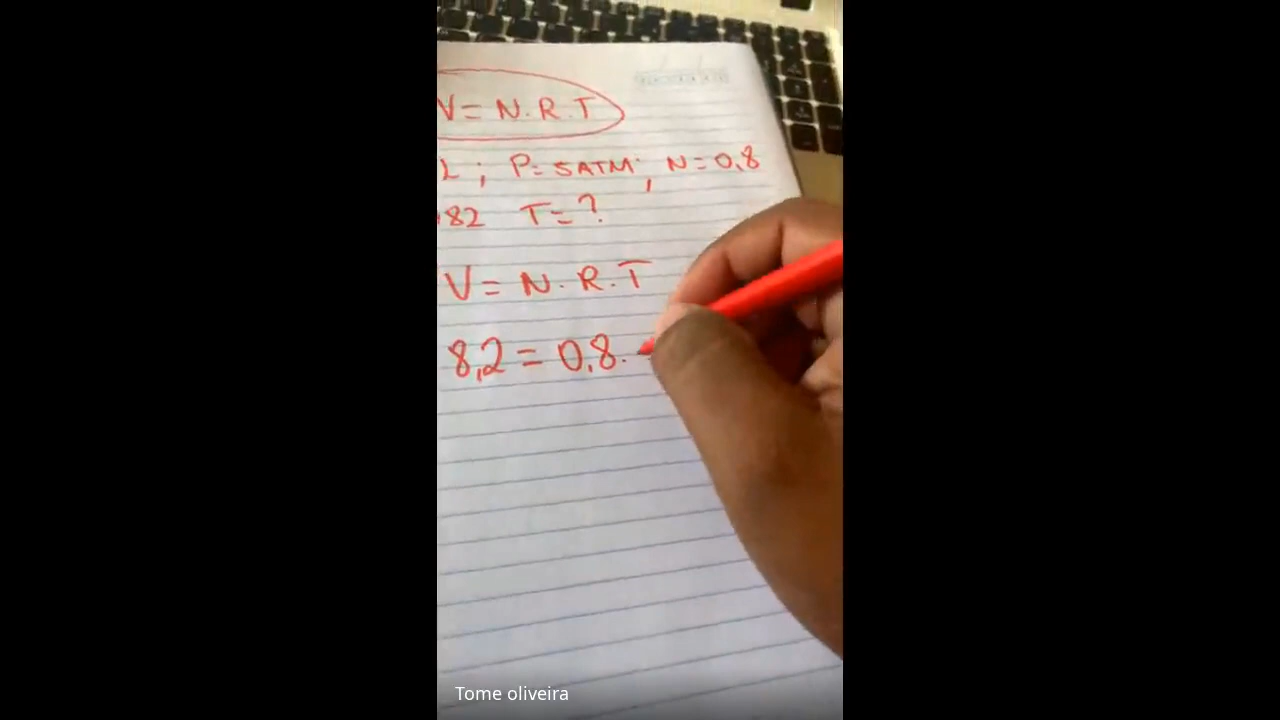 V = N.R.T
L ; P= 5ATM ; N = 0,8
82 T= ?
V = N. R. T
8,2 = 0,8.
Tome oliveira